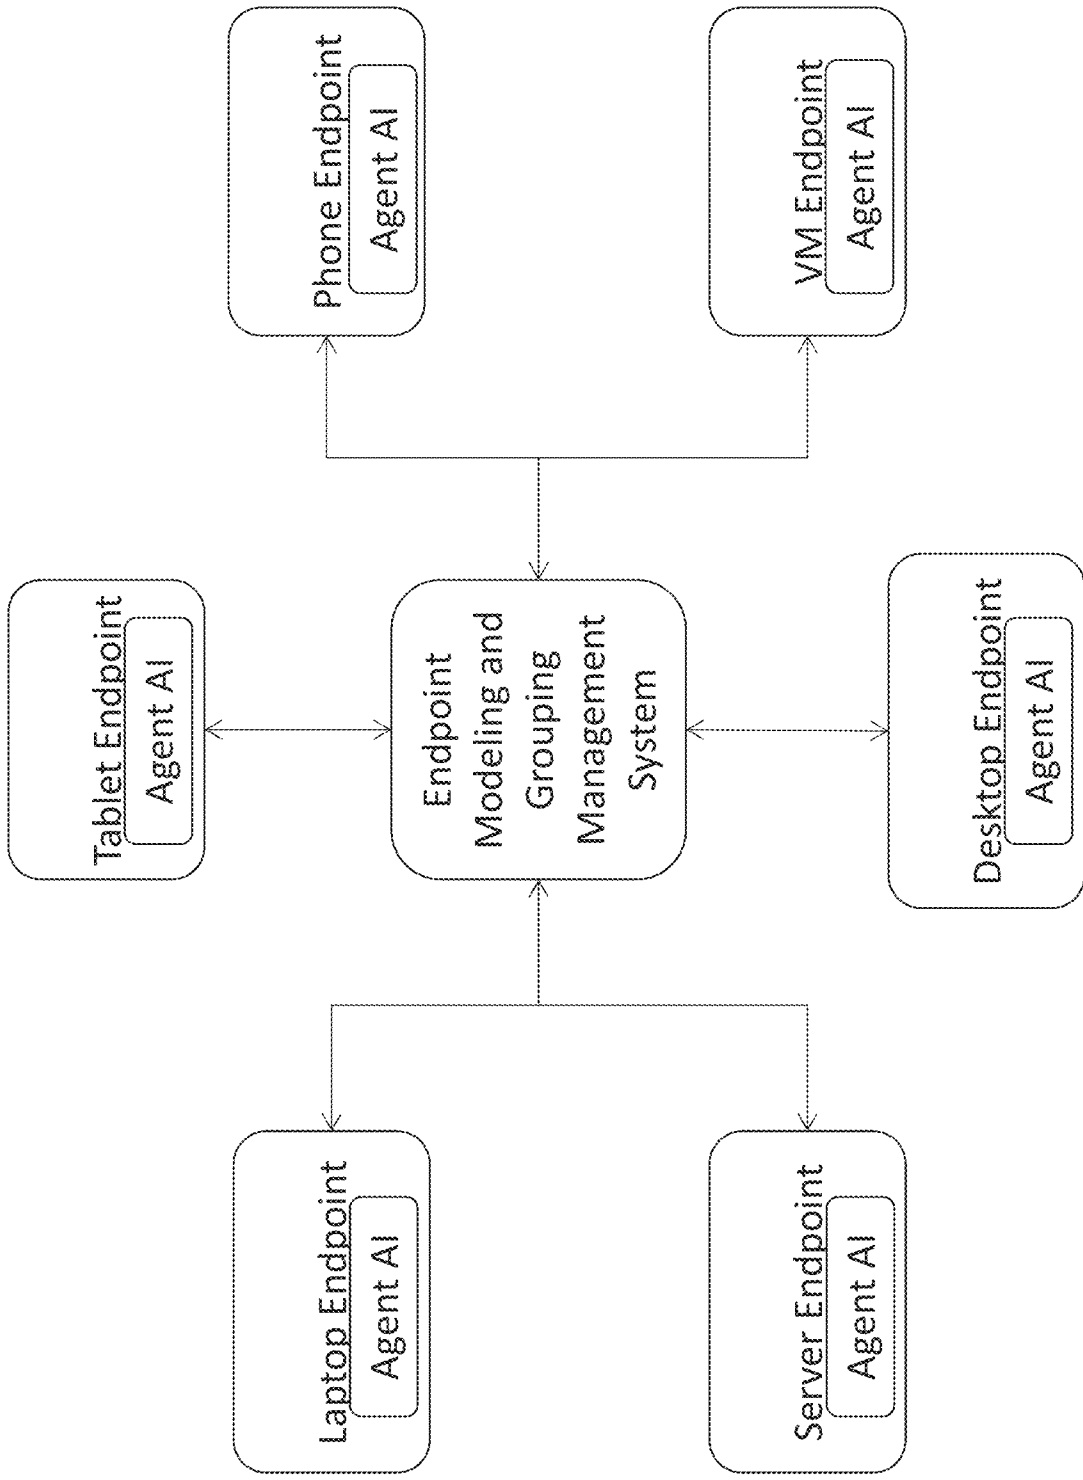 Tablet Endpoint
Agent AI
Laptop Endpoint
Agent AI
Phone Endpoint
Agent AI
Endpoint
Modeling and
Grouping
Management
System
Server Endpoint
Agent AI
VM Endpoint
Agent AI
Desktop Endpoint
Agent AI